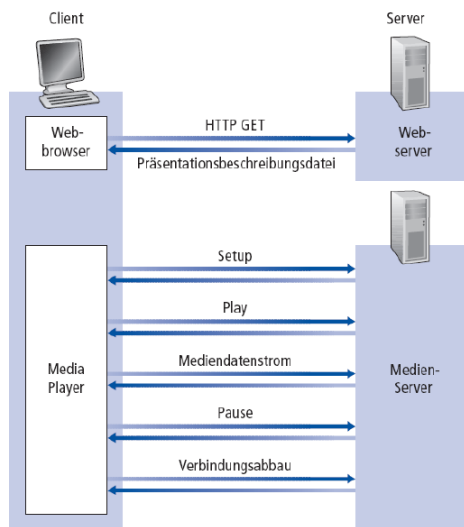 Client
Server
Web-
browser
HTTP GET
Präsentationsbeschreibungsdatei
Web-
server
Setup
Play
Media
Player
Mediendatenstrom
Medien-
Server
Pause
Verbindungsabbau